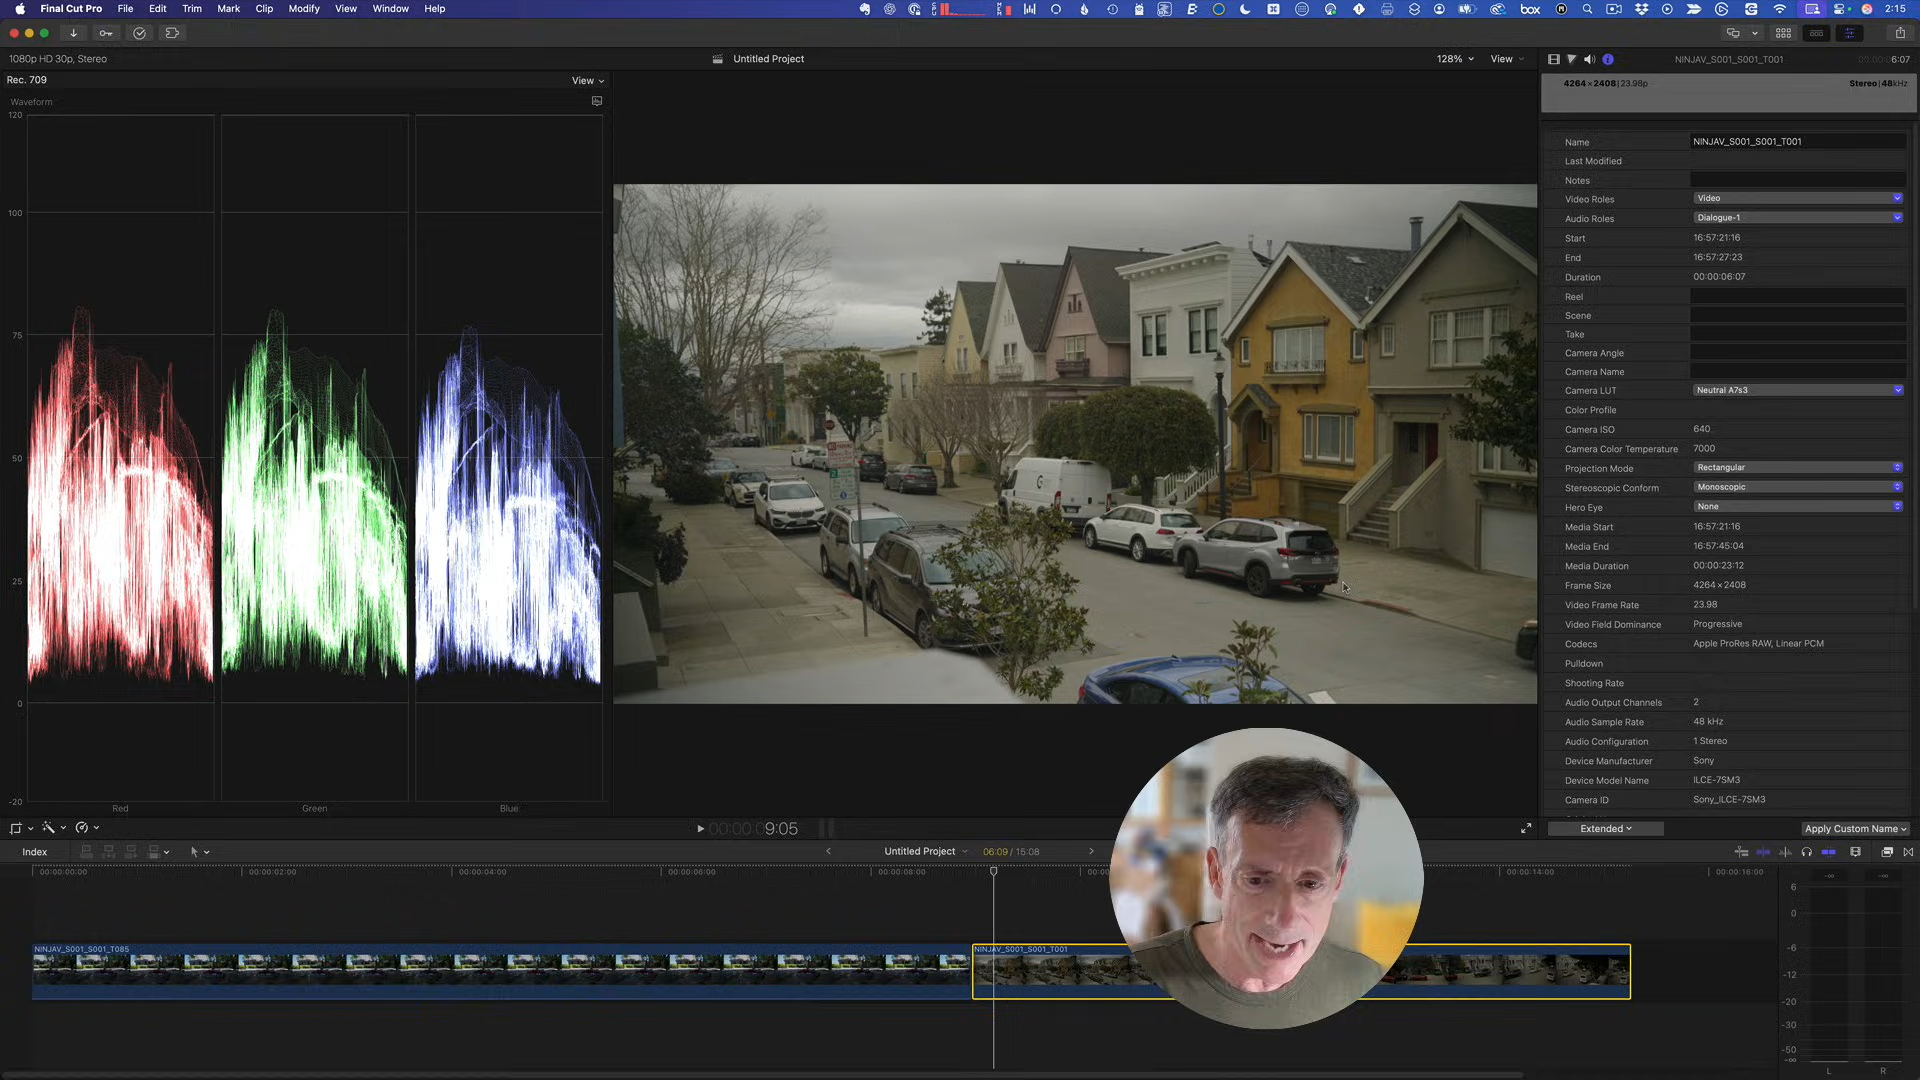 Final Cut Pro File Edit Trim Mark Clip Modify View Window Help
box
2:15
1080p HD 30p, Stereo
Untitled Project
128%
View
NINJAV_S001_S001_T001
6:07
Rec. 709
View
4264×2408 | 23.98p
Stereo | 48kHz
Waveform
120
100
75
50
25
0
-20
Red
Green
Blue
Name NINJAV_S001_S001_T001
Last Modified
Notes
Video Roles Video
Audio Roles Dialogue-1
Start 16:57:21:16
End 16:57:27:23
Duration 00:00:06:07
Reel
Scene
Take
Camera Angle
Camera Name
Camera LUT Neutral A7s3
Color Profile
Camera ISO 640
Camera Color Temperature 7000
Projection Mode Rectangular
Stereoscopic Conform Monoscopic
Hero Eye None
Media Start 16:57:21:16
Media End 16:57:45:04
Media Duration 00:00:23:12
Frame Size 4264×2408
Video Frame Rate 23.98
Video Field Dominance Progressive
Codecs Apple ProRes RAW, Linear PCM
Pulldown
Shooting Rate
Audio Output Channels 2
Audio Sample Rate 48 kHz
Audio Configuration 1 Stereo
Device Manufacturer Sony
Device Model Name ILCE-7SM3
Camera ID Sony_ILCE-7SM3
00:00:09:05
Extended
Apply Custom Name
Index
Untitled Project
06:09 / 15:08
00:00:00:00
00:00:02:00
00:00:04:00
00:00:06:00
00:00:08:00
00:00:14:00
00:00:16:00
NINJAV_S001_S001_T085
NINJAV_S001_S001_T001
6
0
-6
-12
-20
-30
-50
-∞
L
R